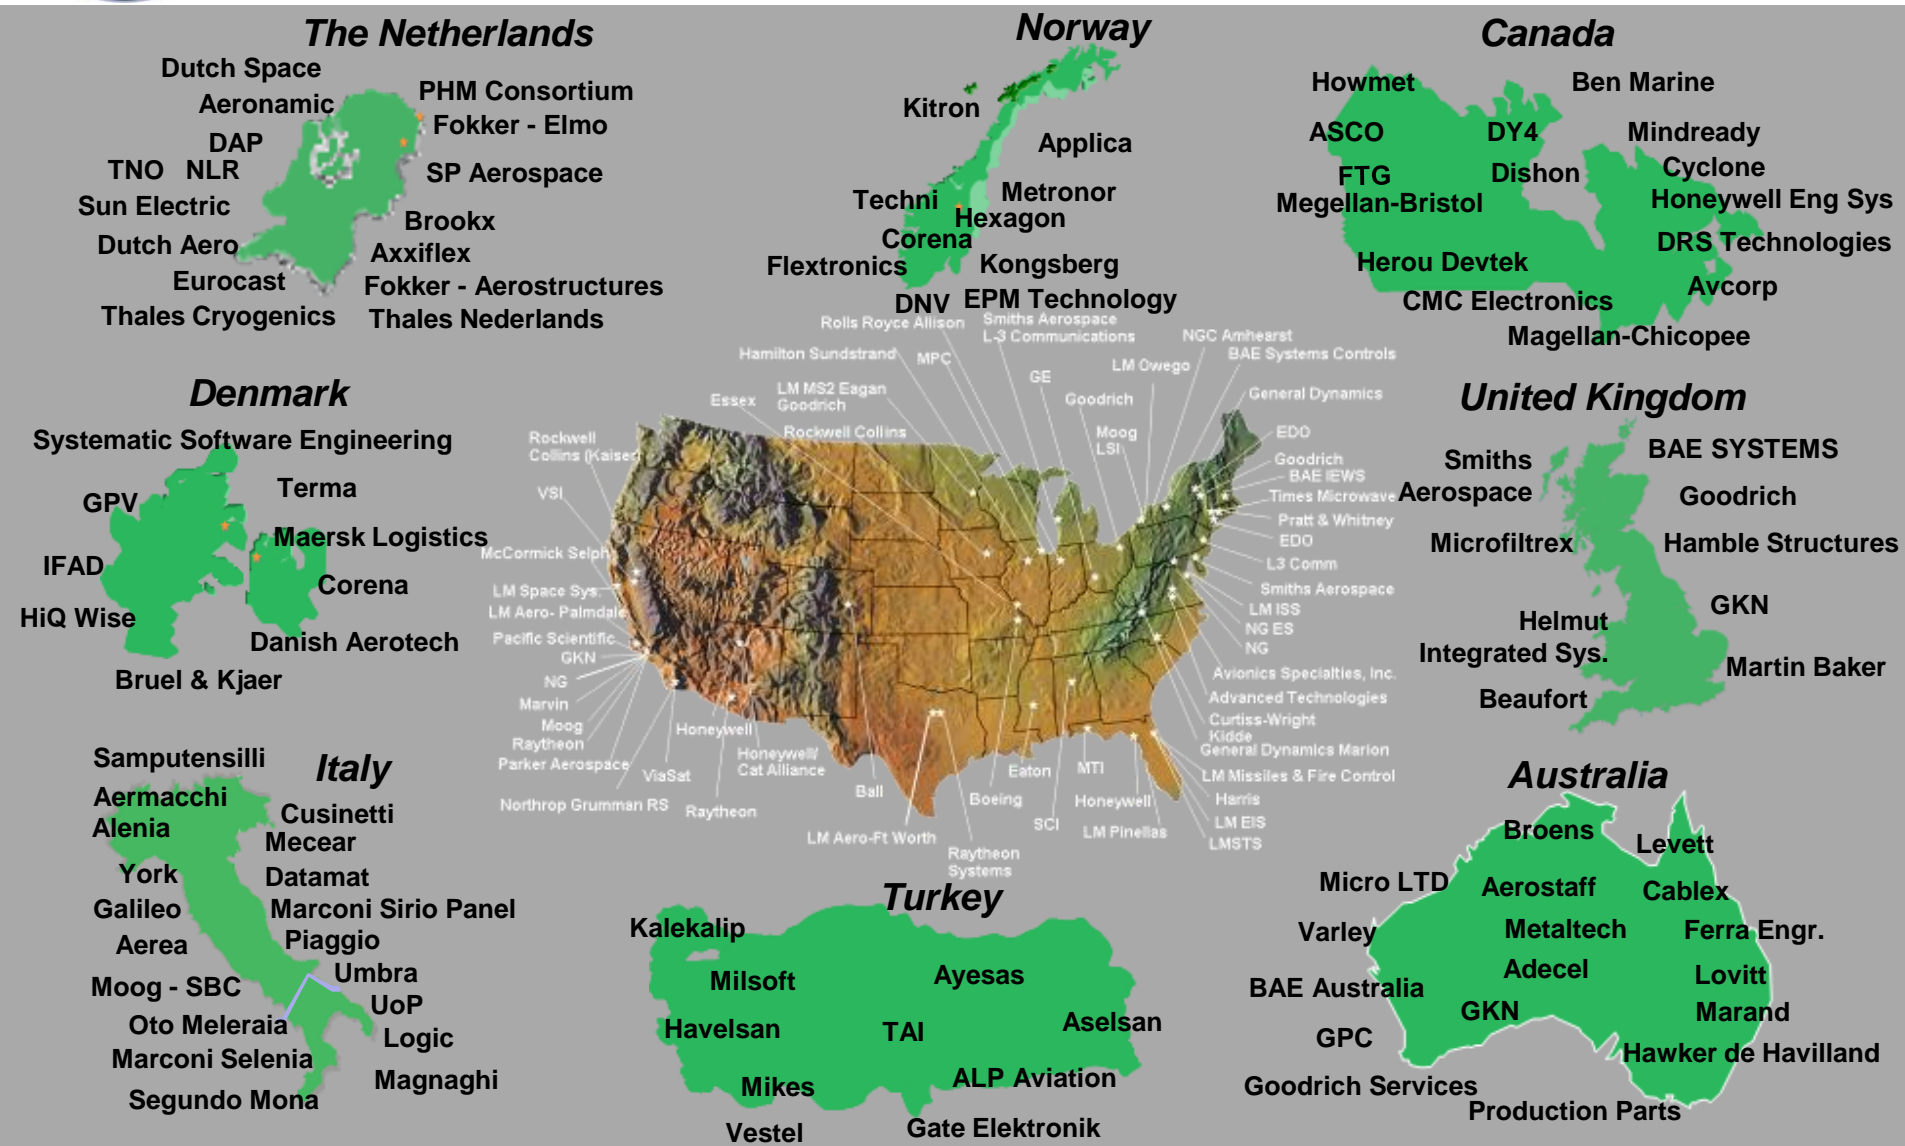 The Netherlands
Dutch Space
Aeronamic
DAP
TNO NLR
Sun Electric
Dutch Aero
Eurocast
Thales Cryogenics
PHM Consortium
Fokker - Elmo
SP Aerospace
Brookx
Axxiflex
Fokker - Aerostructures
Thales Nederlands
Norway
Kitron
Applica
Metronor
Techni
Hexagon
Corena
Flextronics
Kongsberg
DNV
EPM Technology
Canada
Howmet
Ben Marine
ASCO
DY4
Mindready
FTG
Dishon
Cyclone
Megellan-Bristol
Honeywell Eng Sys
DRS Technologies
Herou Devtek
Avcorp
CMC Electronics
Magellan-Chicopee
Denmark
Systematic Software Engineering
GPV
Terma
Maersk Logistics
IFAD
Corena
HiQ Wise
Danish Aerotech
Bruel & Kjaer
Rolls Royce Allison
Smiths Aerospace
L-3 Communications
Hamilton Sundstrand
MPC
GE
NGC Amhearst
BAE Systems Controls
LM Owego
LM MS2 Eagan
Goodrich
Essex
Goodrich
General Dynamics
Rockwell Collins
Moog
LSI
EDO
Rockwell
Collins (Kaiser)
Goodrich
BAE IEWS
VSI
Times Microwave
Pratt & Whitney
EDO
McCormick Selph
L3 Comm
LM Space Sys.
Smiths Aerospace
LM Aero- Palmdale
LM ISS
Pacific Scientific
NG ES
GKN
NG
NG
Avionics Specialties, Inc.
Marvin
Advanced Technologies
Moog
Curtiss-Wright
Kidde
Raytheon
General Dynamics Marion
Parker Aerospace
Honeywell
Honeywell/
Cat Alliance
ViaSat
LM Missiles & Fire Control
Northrop Grumman RS
Raytheon
Ball
Boeing
Eaton
MTI
Honeywell
Harris
SCI
LM Pinellas
LM EIS
LMSTS
LM Aero-Ft Worth
Raytheon
Systems
United Kingdom
Smiths
Aerospace
BAE SYSTEMS
Goodrich
Microfiltrex
Hamble Structures
GKN
Helmut
Integrated Sys.
Martin Baker
Beaufort
Italy
Samputensilli
Aermacchi
Alenia
Cusinetti
Mecear
York
Datamat
Galileo
Marconi Sirio Panel
Aerea
Piaggio
Umbra
Moog - SBC
UoP
Oto Meleraia
Logic
Marconi Selenia
Magnaghi
Segundo Mona
Turkey
Kalekalip
Milsoft
Ayesas
Havelsan
TAI
Aselsan
Mikes
ALP Aviation
Vestel
Gate Elektronik
Australia
Broens
Levett
Micro LTD
Aerostaff
Cablex
Varley
Metaltech
Ferra Engr.
Adecel
Lovitt
BAE Australia
GKN
Marand
GPC
Hawker de Havilland
Goodrich Services
Production Parts